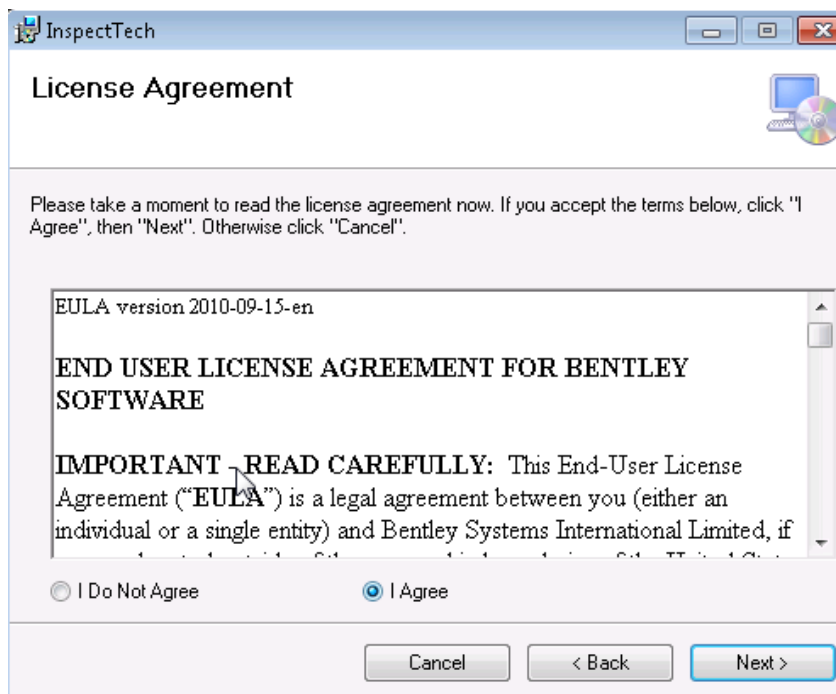 InspectTech
License Agreement
Please take a moment to read the license agreement now. If you accept the terms below, click "I
Agree", then "Next". Otherwise click "Cancel".
EULA version 2010-09-15-en
END USER LICENSE AGREEMENT FOR BENTLEY
SOFTWARE
IMPORTANT - READ CAREFULLY: This End-User License
Agreement (“EULA”) is a legal agreement between you (either an
individual or a single entity) and Bentley Systems International Limited, if
I Do Not Agree
I Agree
Cancel
< Back
Next >